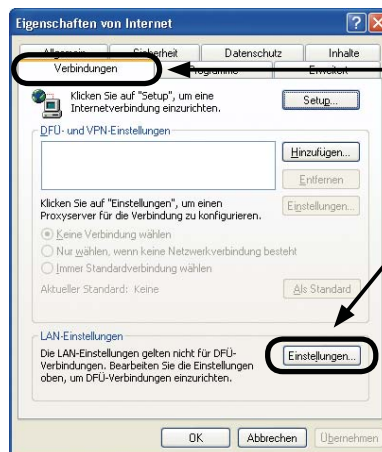 Eigenschaften von Internet
Allgemein Sicherheit Datenschutz Inhalte
Verbindungen Programme Erweitert
Klicken Sie auf "Setup", um eine
Internetverbindung einzurichten.
Setup...
DFÜ- und VPN-Einstellungen
Hinzufügen...
Entfernen
Klicken Sie auf "Einstellungen", um einen
Proxyserver für die Verbindung zu konfigurieren.
Einstellungen...
Keine Verbindung wählen
Nur wählen, wenn keine Netzwerkverbindung besteht
Immer Standardverbindung wählen
Aktueller Standard: Keine
Als Standard
LAN-Einstellungen
Die LAN-Einstellungen gelten nicht für DFÜ-
Verbindungen. Bearbeiten Sie die Einstellungen
oben, um DFÜ-Verbindungen einzurichten.
Einstellungen...
OK Abbrechen Übernehmen